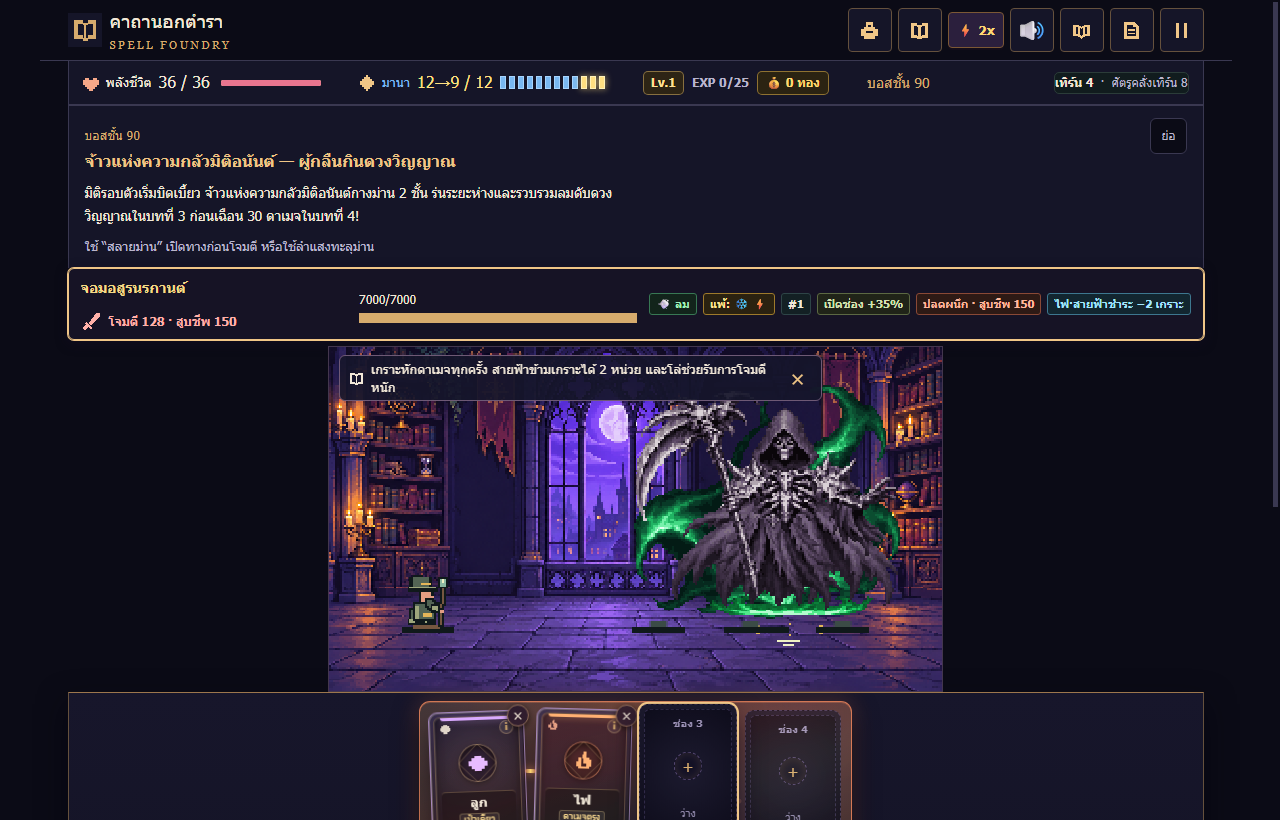 คาถานอกตำรา
SPELL FOUNDRY
2x
พลังชีวิต 36 / 36
มานา 12→9 / 12
Lv.1
EXP 0/25
0 ทอง
บอสชั้น 90
เทิร์น 4 · ศัตรูคลั่งเทิร์น 8
บอสชั้น 90
ย่อ
จ้าวแห่งความกลัวมิติอนันต์ — ผู้กลืนกินดวงวิญญาณ
มิติรอบตัวเริ่มบิดเบี้ยว จ้าวแห่งความกลัวมิติอนันต์กางม่าน 2 ชั้น ร่นระยะห่างและรวบรวมลมดับดวง
วิญญาณในบทที่ 3 ก่อนเฉือน 30 ดาเมจในบทที่ 4!
ใช้ “สลายม่าน” เปิดทางก่อนโจมตี หรือใช้ลำแสงทะลุม่าน
จอมอสูรนรกานต์
โจมตี 128 · สูบชีพ 150
7000/7000
ลม
แพ้:
#1
เปิดช่อง +35%
ปลดผนึก · สูบชีพ 150
ไฟ·สายฟ้าชำระ −2 เกราะ
เกราะหักดาเมจทุกครั้ง สายฟ้าข้ามเกราะได้ 2 หน่วย และโล่ช่วยรับการโจมตี
หนัก
ลูก
เป้าเดียว
ไฟ
ดาเมจตรง
ช่อง 3
+
ว่าง
ช่อง 4
+
ว่าง